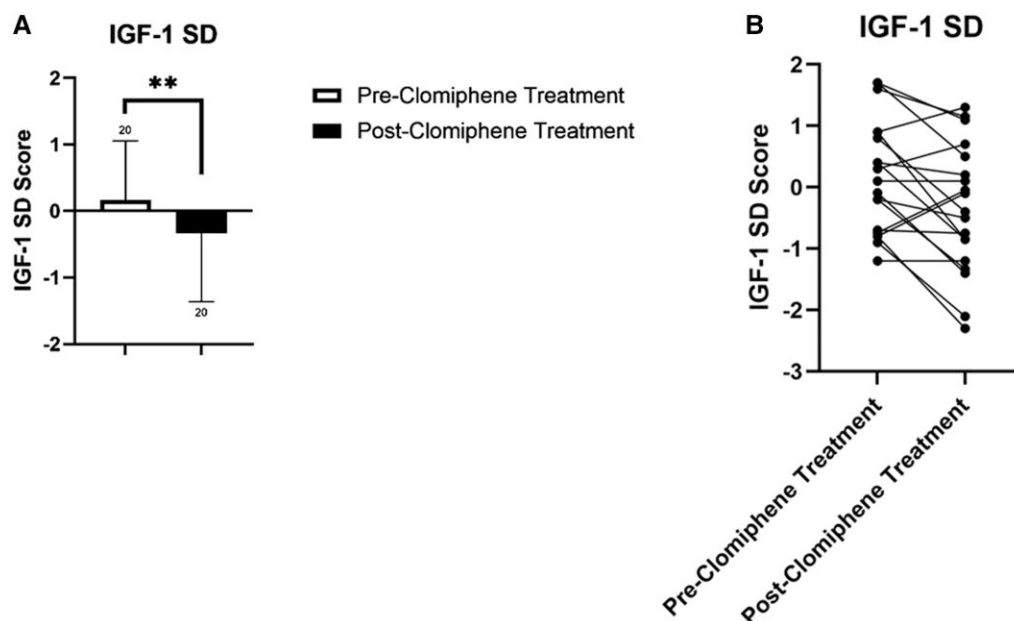 A
IGF-1 SD
IGF-1 SD Score
2
1
0
-1
-2
**
20
20
Pre-Clomiphene Treatment
Post-Clomiphene Treatment
B
IGF-1 SD
IGF-1 SD Score
2
1
0
-1
-2
-3
Pre-Clomiphene Treatment
Post-Clomiphene Treatment